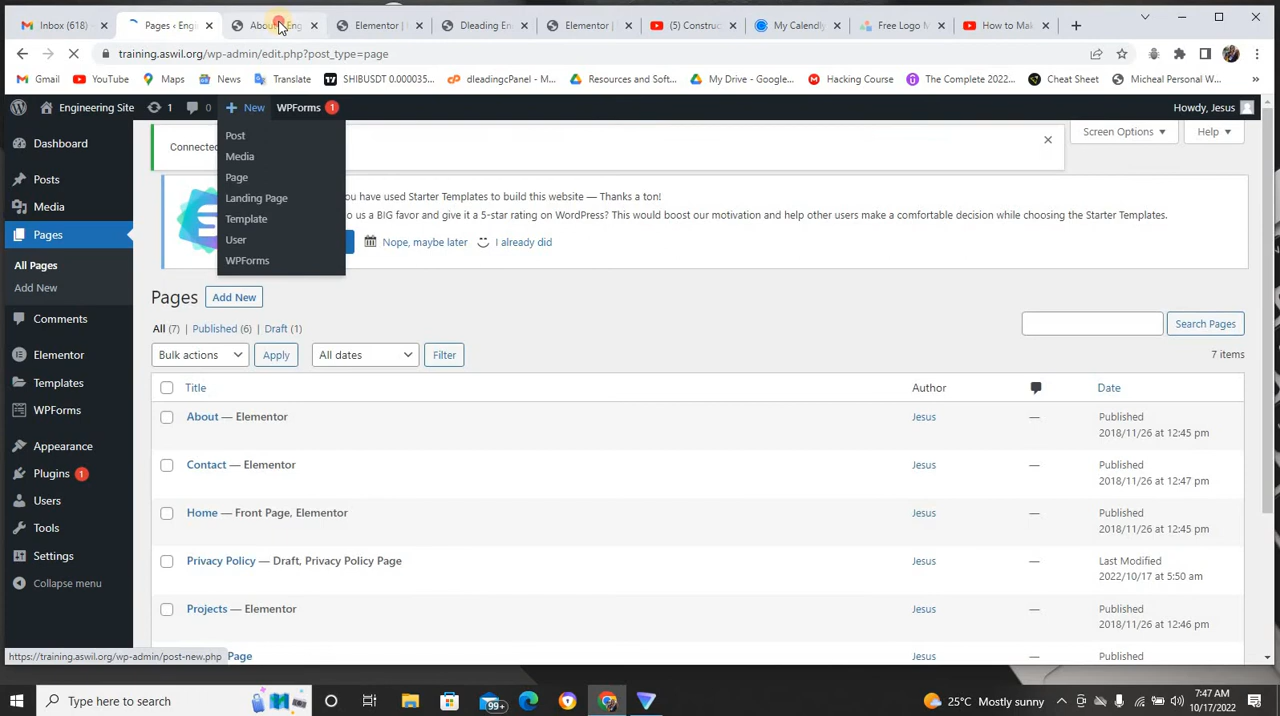 Inbox (618)
Pages ‹ Engi
About
Eng
Elementor |
Dleading Eng
Elementor |
(5) Construc
My Calendly
Free Logo M
How to Mak
training.aswil.org/wp-admin/edit.php?post_type=page
Gmail
YouTube
Maps
News
Translate
SHIBUSDT 0.000035...
dleadingPanel - M...
Resources and Soft...
My Drive - Google...
Hacking Course
The Complete 2022...
Cheat Sheet
Micheal Personal W...
Engineering Site
1
0
New
WPForms 1
Howdy, Jesus
Dashboard
Posts
Media
Pages
All Pages
Add New
Comments
Elementor
Templates
WPForms
Appearance
Plugins 1
Users
Tools
Settings
Collapse menu
Post
Media
Page
Landing Page
Template
User
WPForms
Screen Options
Help
Connected
ou have used Starter Templates to build this website — Thanks a ton!
o us a BIG favor and give it a 5-star rating on WordPress? This would boost our motivation and help other users make a comfortable decision while choosing the Starter Templates.
Nope, maybe later
I already did
Pages
Add New
All (7) | Published (6) | Draft (1)
Search Pages
Bulk actions
Apply
All dates
Filter
7 items
Title
Author
Date
About — Elementor
Jesus
—
Published
2018/11/26 at 12:45 pm
Contact — Elementor
Jesus
—
Published
2018/11/26 at 12:47 pm
Home — Front Page, Elementor
Jesus
—
Published
2018/11/26 at 12:45 pm
Privacy Policy — Draft, Privacy Policy Page
Jesus
—
Last Modified
2022/10/17 at 5:50 am
Projects — Elementor
Jesus
—
Published
2018/11/26 at 12:46 pm
Page
Jesus
—
Published
https://training.aswil.org/wp-admin/post-new.php
Type here to search
99+
25°C Mostly sunny
7:47 AM
10/17/2022